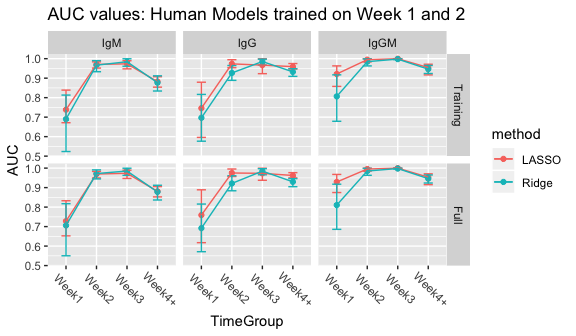 AUC values: Human Models trained on Week 1 and 2
IgM IgG IgGM
1.0
0.9
0.8
0.7
0.6
0.5
Training
1.0
0.9
0.8
0.7
0.6
0.5
Full
AUC
Week1 Week2 Week3 Week4+ Week1 Week2 Week3 Week4+ Week1 Week2 Week3 Week4+
TimeGroup
method
LASSO
Ridge